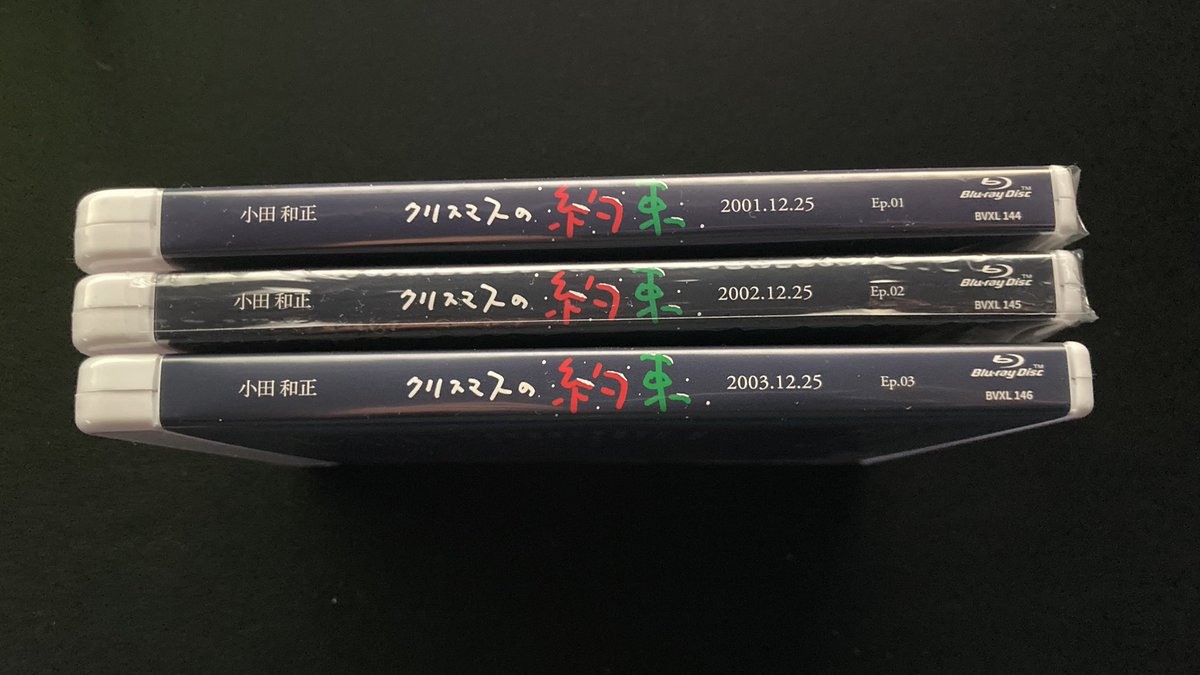 小田 和正 クリスマスの 約束 2001.12.25 Ep.01 Blu-ray Disc™ BVXL 144
小田 和正 クリスマスの 約束 2002.12.25 Ep.02 Blu-ray Disc™ BVXL 145
小田 和正 クリスマスの 約束 2003.12.25 Ep.03 Blu-ray Disc™ BVXL 146